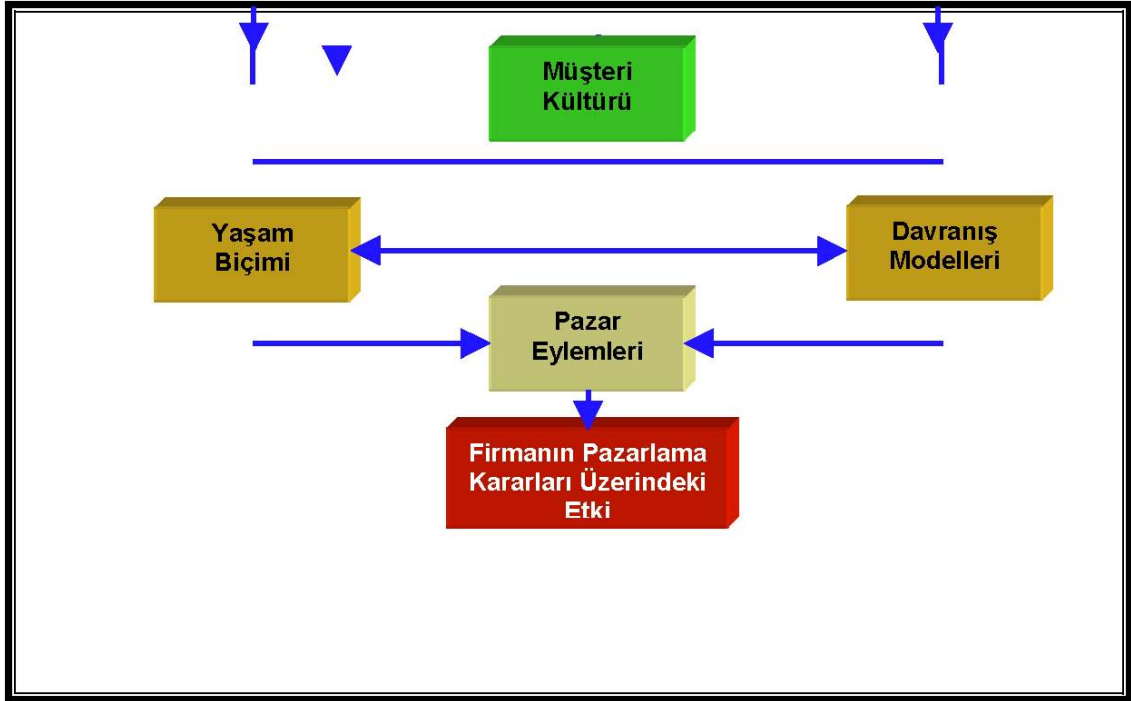 Müşteri
Kültürü
Yaşam
Biçimi
Davranış
Modelleri
Pazar
Eylemleri
Firmanın Pazarlama
Kararları Üzerindeki
Etki